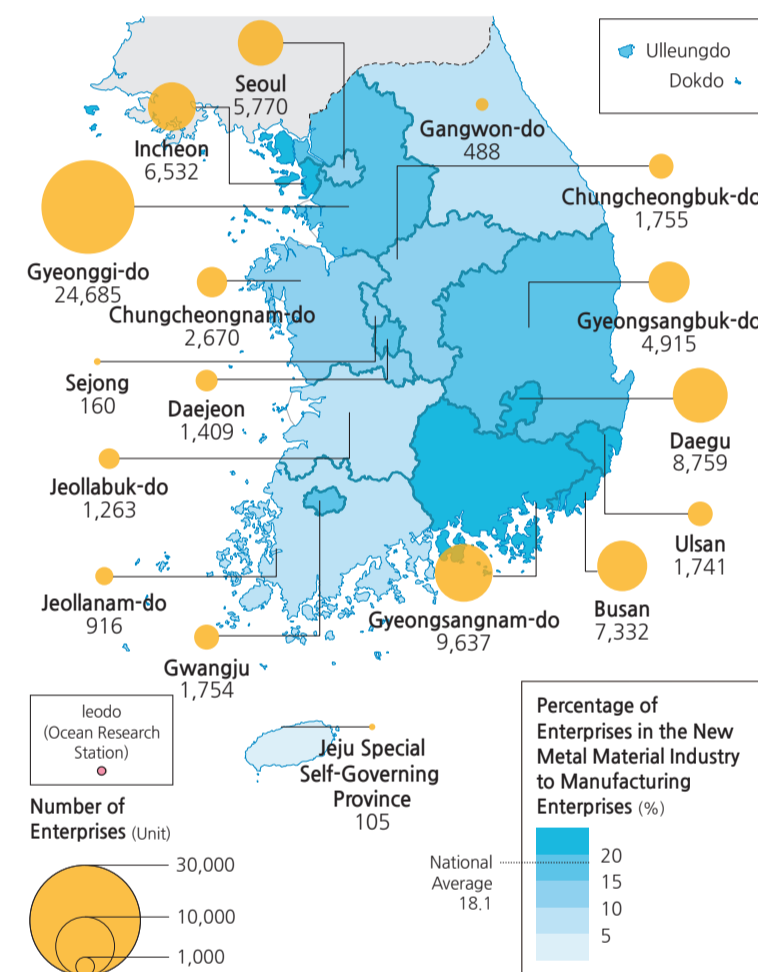 Ulleungdo
Dokdo
Seoul
5,770
Incheon
6,532
Gangwon-do
488
Chungcheongbuk-do
1,755
Gyeonggi-do
24,685
Chungcheongnam-do
2,670
Gyeongsangbuk-do
4,915
Sejong
160
Daejeon
1,409
Daegu
8,759
Jeollabuk-do
1,263
Ulsan
1,741
Jeollanam-do
916
Gyeongsangnam-do
9,637
Busan
7,332
Gwangju
1,754
Ieodo
(Ocean Research
Station)
Jeju Special
Self-Governing
Province
105
Number of
Enterprises (Unit)
30,000
10,000
1,000
Percentage of
Enterprises in the New
Metal Material Industry
to Manufacturing
Enterprises (%)
National
Average
18.1
20
15
10
5